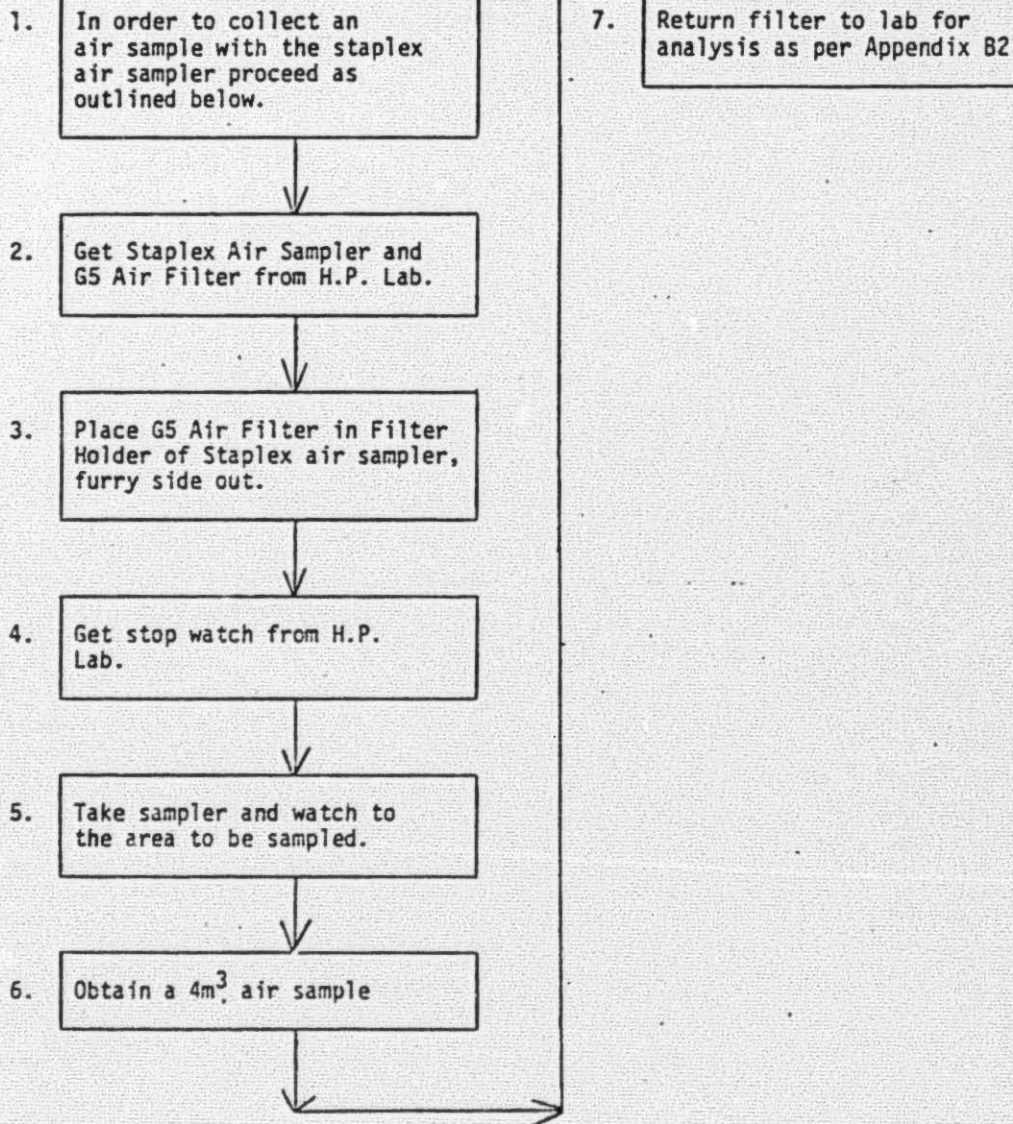 1. In order to collect an
air sample with the staplex
air sampler proceed as
outlined below.
2. Get Staplex Air Sampler and
G5 Air Filter from H.P. Lab.
3. Place G5 Air Filter in Filter
Holder of Staplex air sampler,
furry side out.
4. Get stop watch from H.P.
Lab.
5. Take sampler and watch to
the area to be sampled.
6. Obtain a 4m³. air sample
7. Return filter to lab for
analysis as per Appendix B2